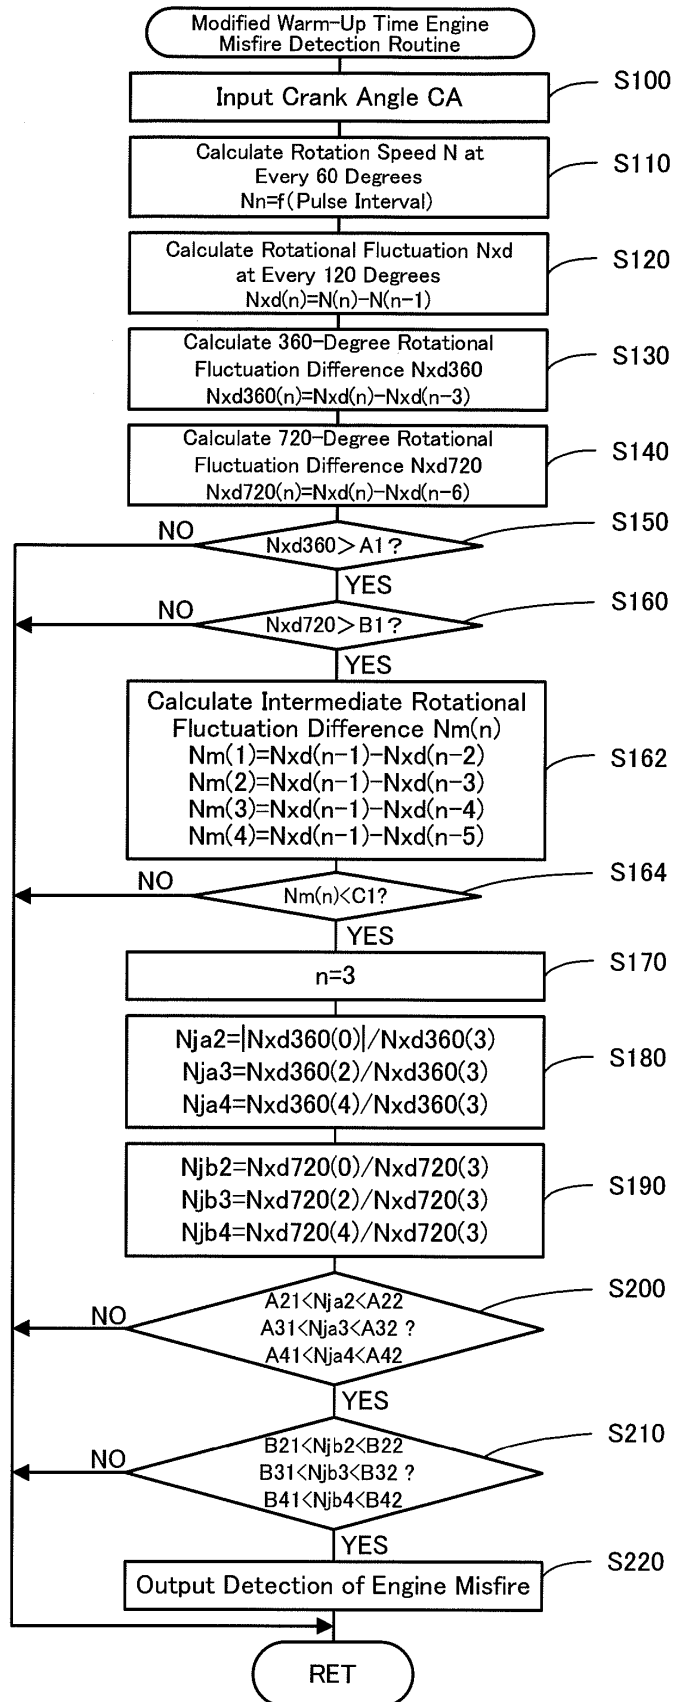 Modified Warm-Up Time Engine
Misfire Detection Routine
Input Crank Angle CA
S100
Calculate Rotation Speed N at
Every 60 Degrees
Nn=f(Pulse Interval)
S110
Calculate Rotational Fluctuation Nxd
at Every 120 Degrees
Nxd(n)=N(n)-N(n-1)
S120
Calculate 360-Degree Rotational
Fluctuation Difference Nxd360
Nxd360(n)=Nxd(n)-Nxd(n-3)
S130
Calculate 720-Degree Rotational
Fluctuation Difference Nxd720
Nxd720(n)=Nxd(n)-Nxd(n-6)
S140
NO
Nxd360>A1?
S150
YES
NO
Nxd720>B1?
S160
YES
Calculate Intermediate Rotational
Fluctuation Difference Nm(n)
Nm(1)=Nxd(n-1)-Nxd(n-2)
Nm(2)=Nxd(n-1)-Nxd(n-3)
Nm(3)=Nxd(n-1)-Nxd(n-4)
Nm(4)=Nxd(n-1)-Nxd(n-5)
S162
NO
Nm(n)<C1?
S164
YES
n=3
S170
Nja2=|Nxd360(0)|/Nxd360(3)
Nja3=Nxd360(2)/Nxd360(3)
Nja4=Nxd360(4)/Nxd360(3)
S180
Njb2=Nxd720(0)/Nxd720(3)
Njb3=Nxd720(2)/Nxd720(3)
Njb4=Nxd720(4)/Nxd720(3)
S190
NO
A21<Nja2<A22
A31<Nja3<A32 ?
A41<Nja4<A42
S200
YES
NO
B21<Njb2<B22
B31<Njb3<B32 ?
B41<Njb4<B42
S210
YES
Output Detection of Engine Misfire
S220
RET